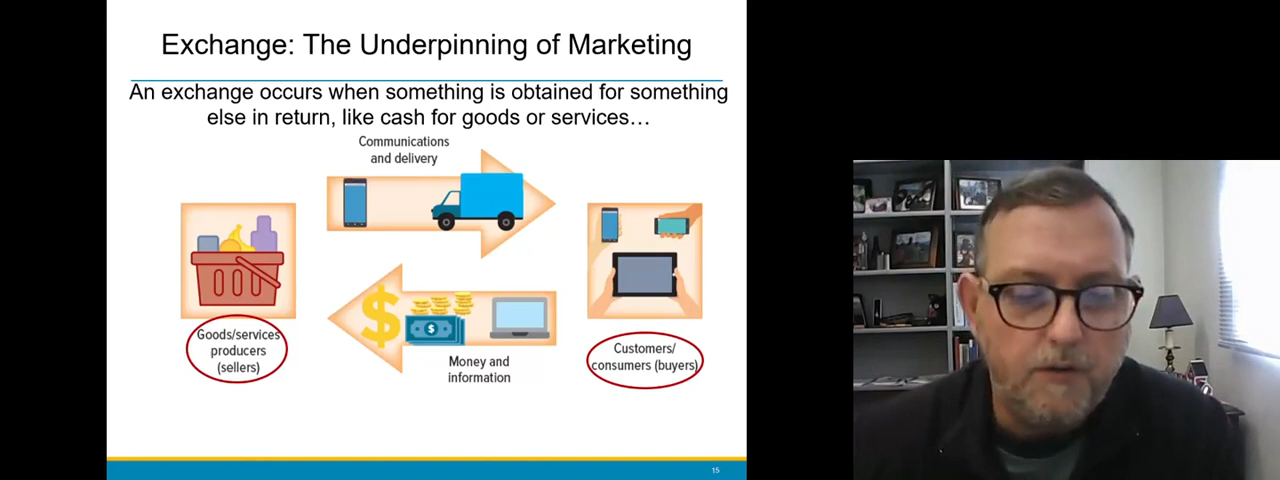 Exchange: The Underpinning of Marketing
An exchange occurs when something is obtained for something
else in return, like cash for goods or services…
Communications
and delivery
Goods/services
producers
(sellers)
$
$
Money and
information
Customers/
consumers (buyers)
15